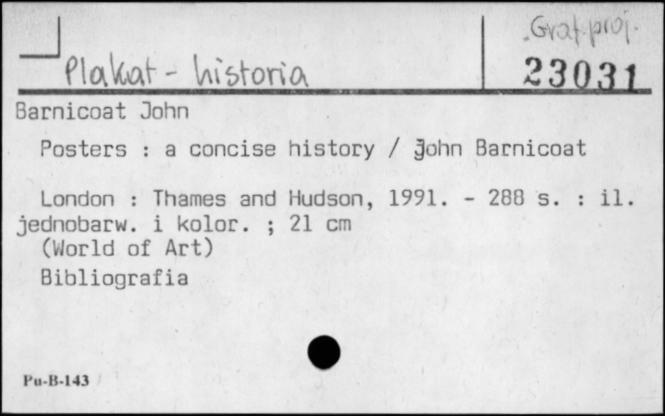 Graf. proj.
Plakat - historia
23031
Barnicoat John
Posters : a concise history / John Barnicoat
London : Thames and Hudson, 1991. - 288 s. : il.
jednobarw. i kolor. ; 21 cm
(World of Art)
Bibliografia
Pu-B-143